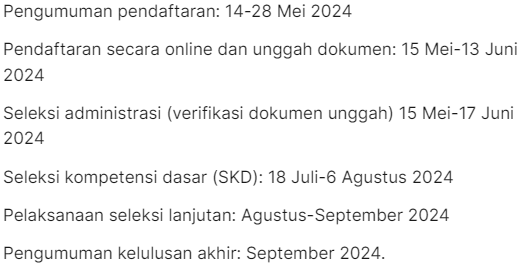 Pengumuman pendaftaran: 14-28 Mei 2024
Pendaftaran secara online dan unggah dokumen: 15 Mei-13 Juni
2024
Seleksi administrasi (verifikasi dokumen unggah) 15 Mei-17 Juni
2024
Seleksi kompetensi dasar (SKD): 18 Juli-6 Agustus 2024
Pelaksanaan seleksi lanjutan: Agustus-September 2024
Pengumuman kelulusan akhir: September 2024.